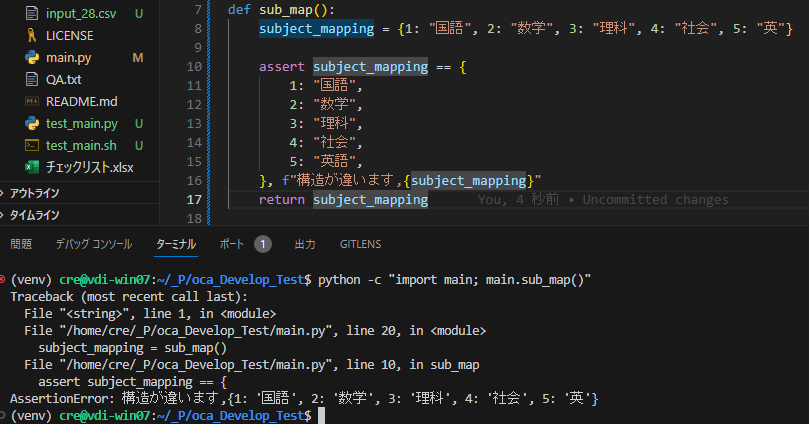 input_28.csv U
LICENSE
main.py M
QA.txt
README.md
test_main.py U
test_main.sh U
チェックリスト.xlsx
アウトライン
タイムライン
7 def sub_map():
8 subject_mapping = {1: "国語", 2: "数学", 3: "理科", 4: "社会", 5: "英"}
9
10 assert subject_mapping == {
11 1: "国語",
12 2: "数学",
13 3: "理科",
14 4: "社会",
15 5: "英語",
16 }, f"構造が違います,{subject_mapping}"
17 return subject_mapping You, 4 秒前 • Uncommitted changes
18
問題 デバッグ コンソール ターミナル ポート 1 出力 GITLENS
(venv) cre@vdi-win07:~/_P/oca_Develop_Test$ python -c "import main; main.sub_map()"
Traceback (most recent call last):
File "<string>", line 1, in <module>
File "/home/cre/_P/oca_Develop_Test/main.py", line 20, in <module>
subject_mapping = sub_map()
File "/home/cre/_P/oca_Develop_Test/main.py", line 10, in sub_map
assert subject_mapping == {
AssertionError: 構造が違います,{1: '国語', 2: '数学', 3: '理科', 4: '社会', 5: '英'}
(venv) cre@vdi-win07:~/_P/oca_Develop_Test$